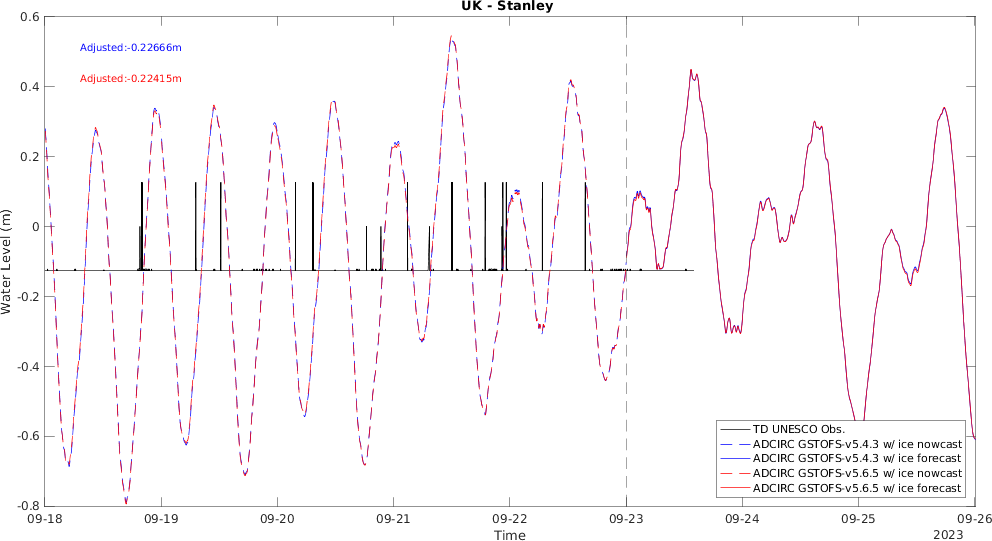 UK - Stanley
0.6
0.4
0.2
0
-0.2
-0.4
-0.6
-0.8
Water Level (m)
Adjusted:-0.22666m
Adjusted:-0.22415m
TD UNESCO Obs.
ADCIRC GSTOFS-v5.4.3 w/ ice nowcast
ADCIRC GSTOFS-v5.4.3 w/ ice forecast
ADCIRC GSTOFS-v5.6.5 w/ ice nowcast
ADCIRC GSTOFS-v5.6.5 w/ ice forecast
09-18 09-19 09-20 09-21 09-22 09-23 09-24 09-25 09-26
Time
2023